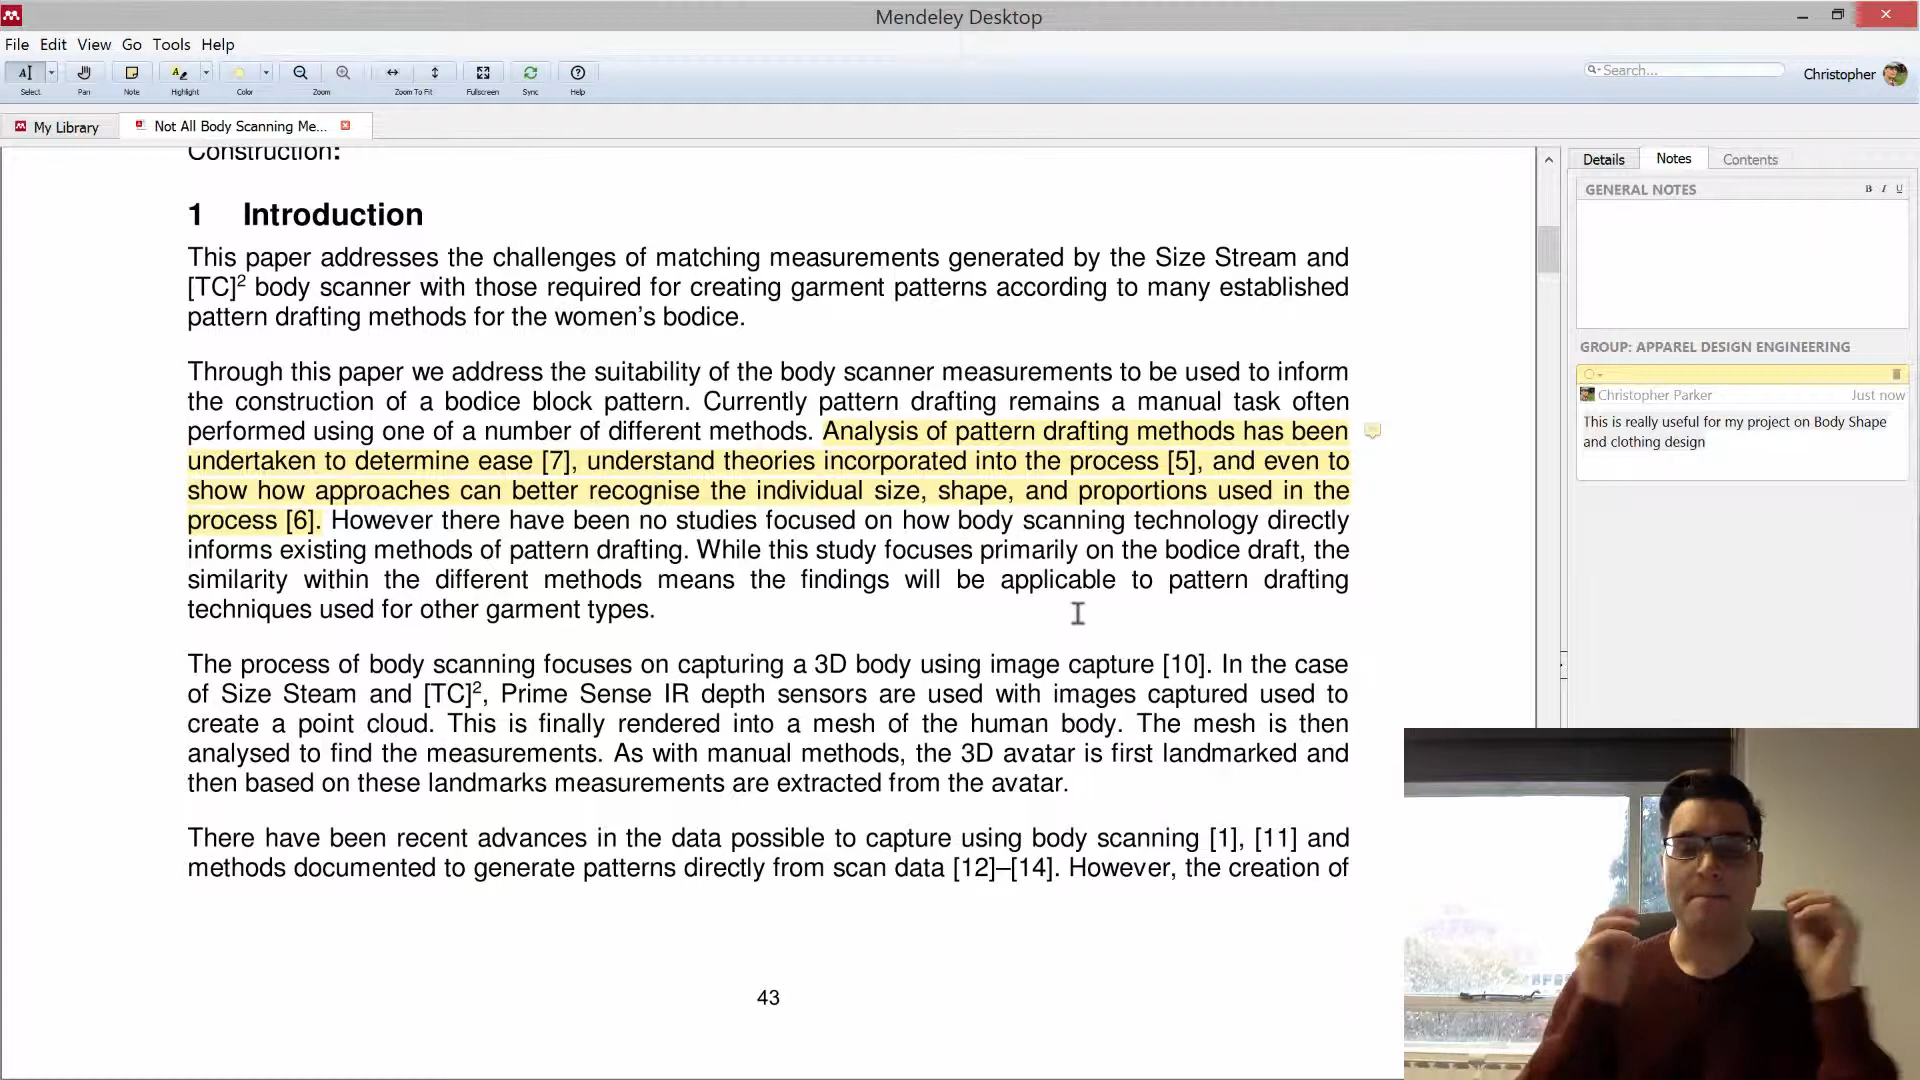 Mendeley Desktop
File Edit View Go Tools Help
Select Pan Note Highlight Color Zoom Zoom To Fit Fullscreen Sync Help
Search...
Christopher
My Library
Not All Body Scanning Me...
Construction:
1 Introduction
This paper addresses the challenges of matching measurements generated by the Size Stream and
[TC]² body scanner with those required for creating garment patterns according to many established
pattern drafting methods for the women's bodice.
Through this paper we address the suitability of the body scanner measurements to be used to inform
the construction of a bodice block pattern. Currently pattern drafting remains a manual task often
performed using one of a number of different methods. Analysis of pattern drafting methods has been
undertaken to determine ease [7], understand theories incorporated into the process [5], and even to
show how approaches can better recognise the individual size, shape, and proportions used in the
process [6]. However there have been no studies focused on how body scanning technology directly
informs existing methods of pattern drafting. While this study focuses primarily on the bodice draft, the
similarity within the different methods means the findings will be applicable to pattern drafting
techniques used for other garment types.
The process of body scanning focuses on capturing a 3D body using image capture [10]. In the case
of Size Steam and [TC]², Prime Sense IR depth sensors are used with images captured used to
create a point cloud. This is finally rendered into a mesh of the human body. The mesh is then
analysed to find the measurements. As with manual methods, the 3D avatar is first landmarked and
then based on these landmarks measurements are extracted from the avatar.
There have been recent advances in the data possible to capture using body scanning [1], [11] and
methods documented to generate patterns directly from scan data [12]–[14]. However, the creation of
43
Details Notes Contents
GENERAL NOTES B I U
GROUP: APPAREL DESIGN ENGINEERING
Christopher Parker Just now
This is really useful for my project on Body Shape
and clothing design